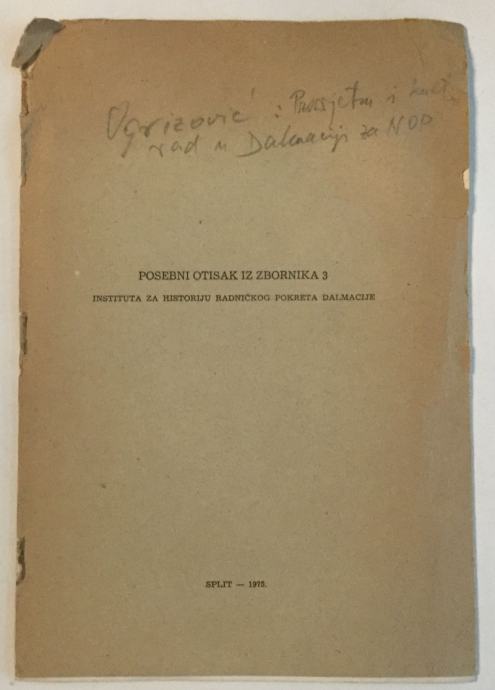 Ogrizović : Prosvjetni i kult.
rad u Dalmaciji za NOP
POSEBNI OTISAK IZ ZBORNIKA 3
INSTITUTA ZA HISTORIJU RADNIČKOG POKRETA DALMACIJE
SPLIT — 1975.